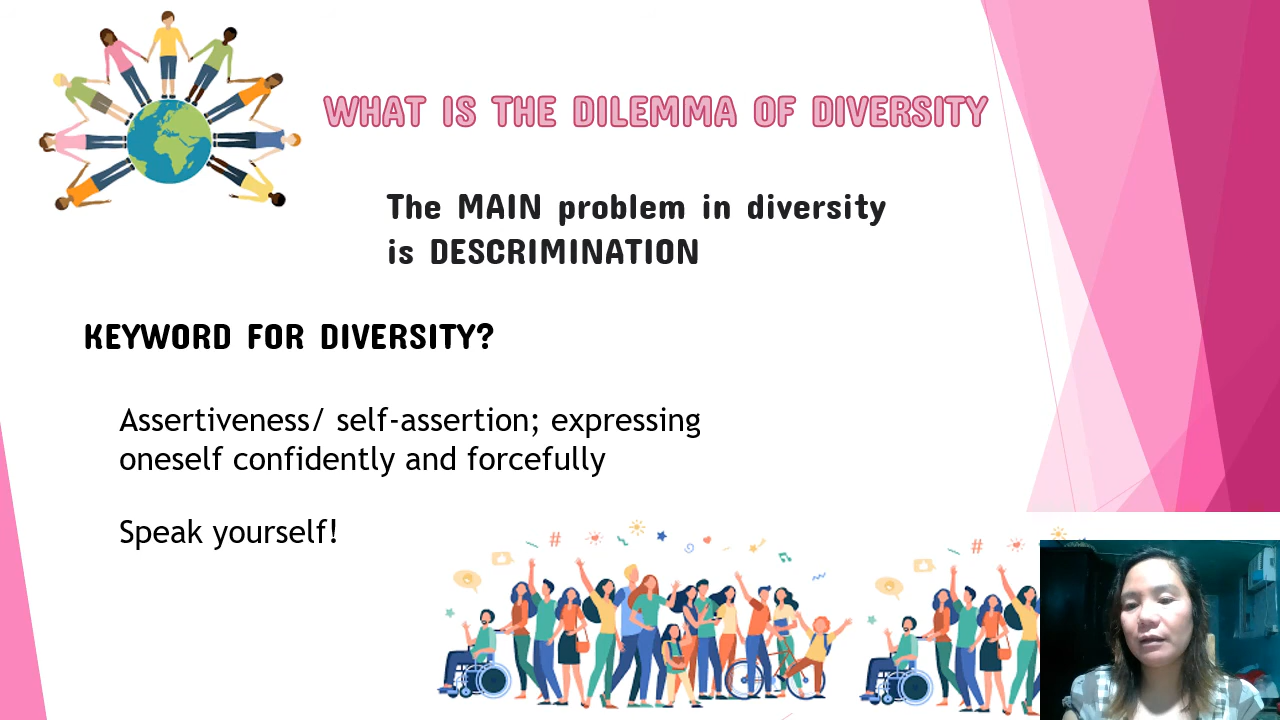 WHAT IS THE DILEMMA OF DIVERSITY
The MAIN problem in diversity
is DESCRIMINATION
KEYWORD FOR DIVERSITY?
Assertiveness/ self-assertion; expressing
oneself confidently and forcefully
Speak yourself!